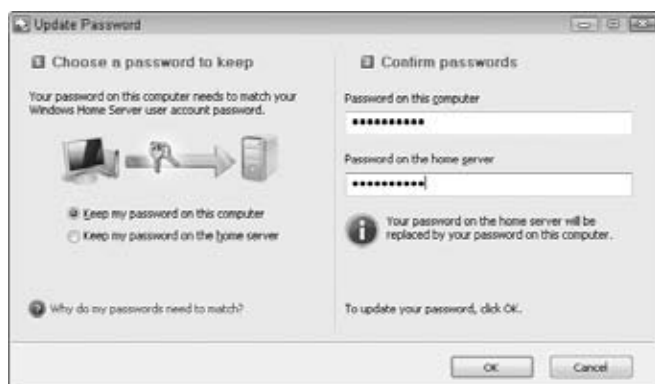 Update Password
Choose a password to keep
Your password on this computer needs to match your
Windows Home Server user account password.
Keep my password on this computer
Keep my password on the home server
Why do my passwords need to match?
Confirm passwords
Password on this computer
••••••••••
Password on the home server
••••••••••
Your password on the home server will be
replaced by your password on this computer.
To update your password, click OK.
OK
Cancel